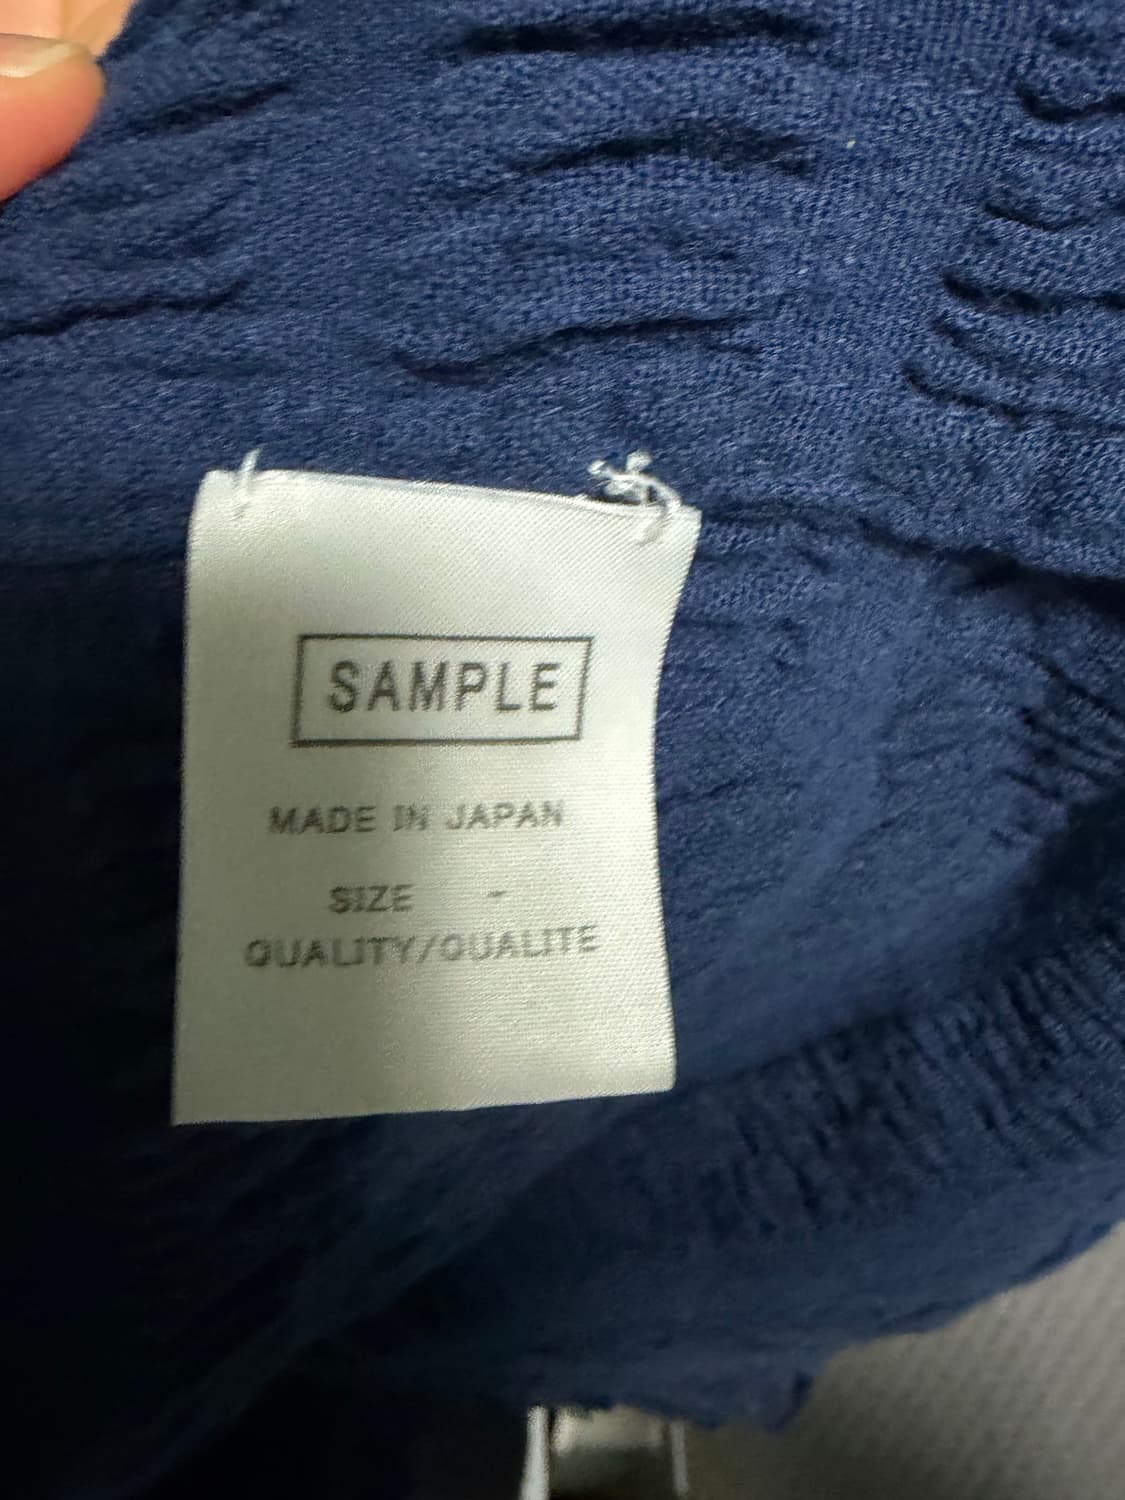 SAMPLE
MADE IN JAPAN
SIZE -
QUALITY/QUALITE